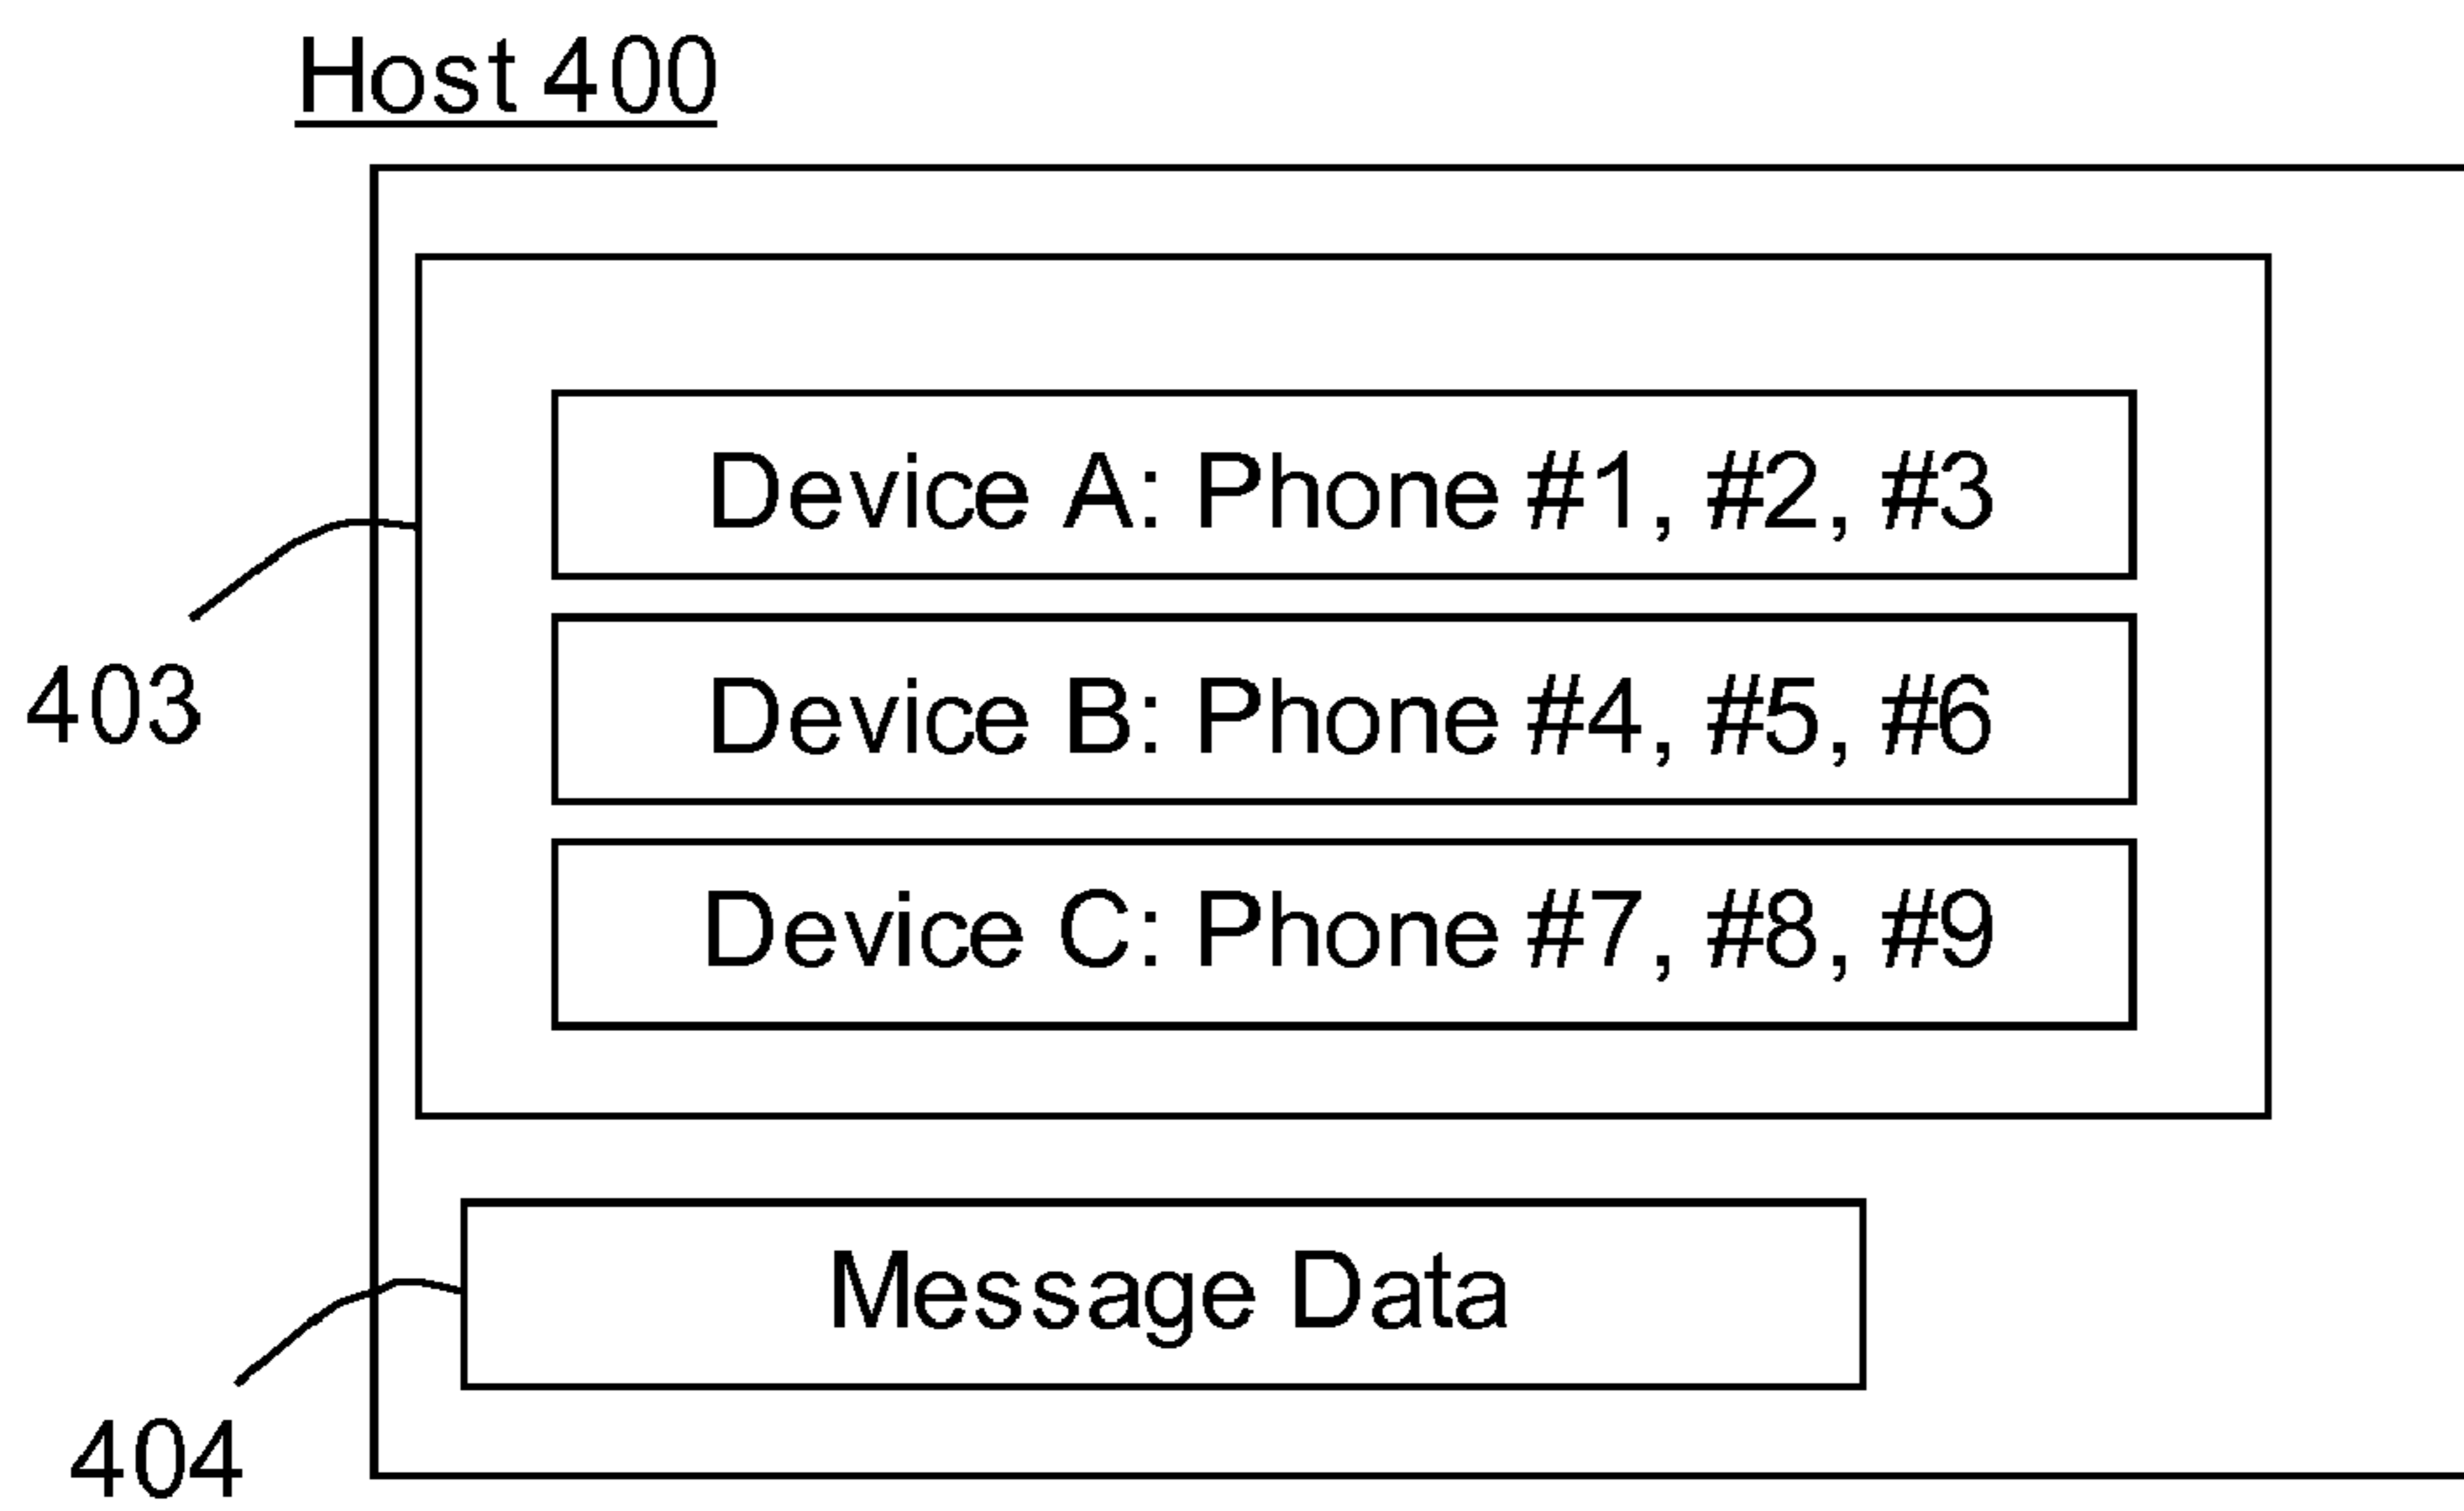 Host 400
Device A: Phone #1, #2, #3
403
Device B: Phone #4, #5, #6
Device C: Phone #7, #8, #9
Message Data
404